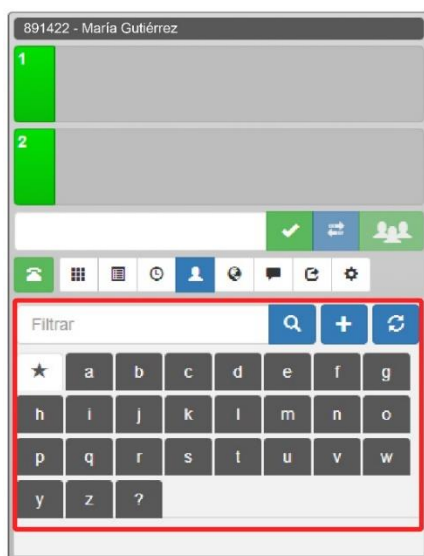 891422 - María Gutiérrez
1
2
Filtrar
a b c d e f g
h i j k l m n o
p q r s t u v w
y z ?